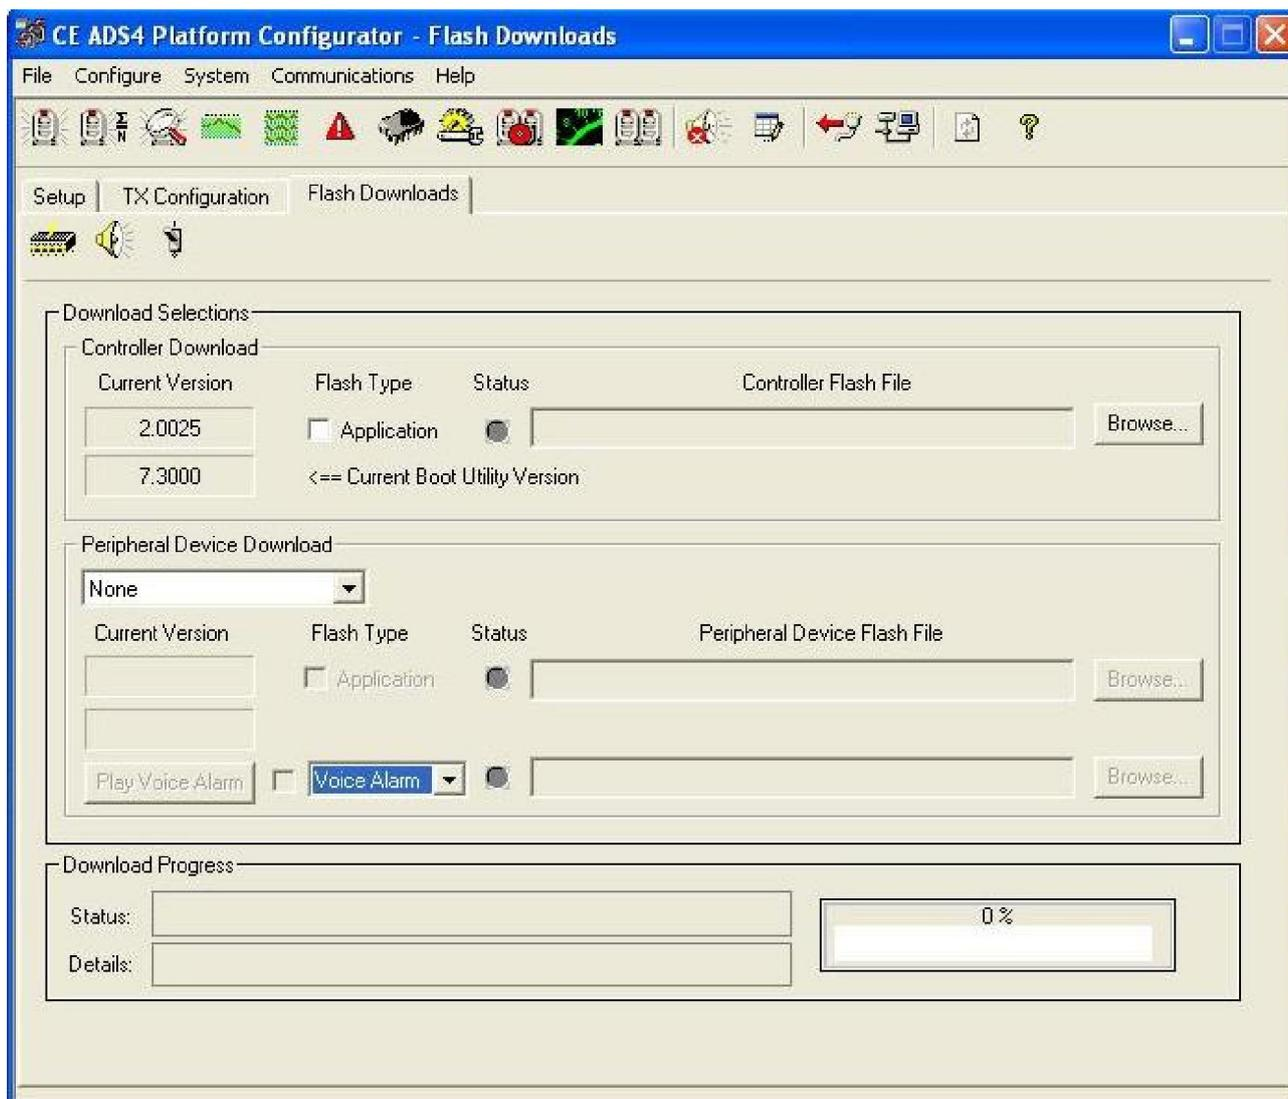 CE ADS4 Platform Configurator - Flash Downloads
File Configure System Communications Help
Setup TX Configuration Flash Downloads
Download Selections
Controller Download
Current Version Flash Type Status Controller Flash File
2.0025 Application Browse...
7.3000 <== Current Boot Utility Version
Peripheral Device Download
None
Current Version Flash Type Status Peripheral Device Flash File
Application Browse...
Play Voice Alarm Voice Alarm Browse...
Download Progress
Status: 0 %
Details: